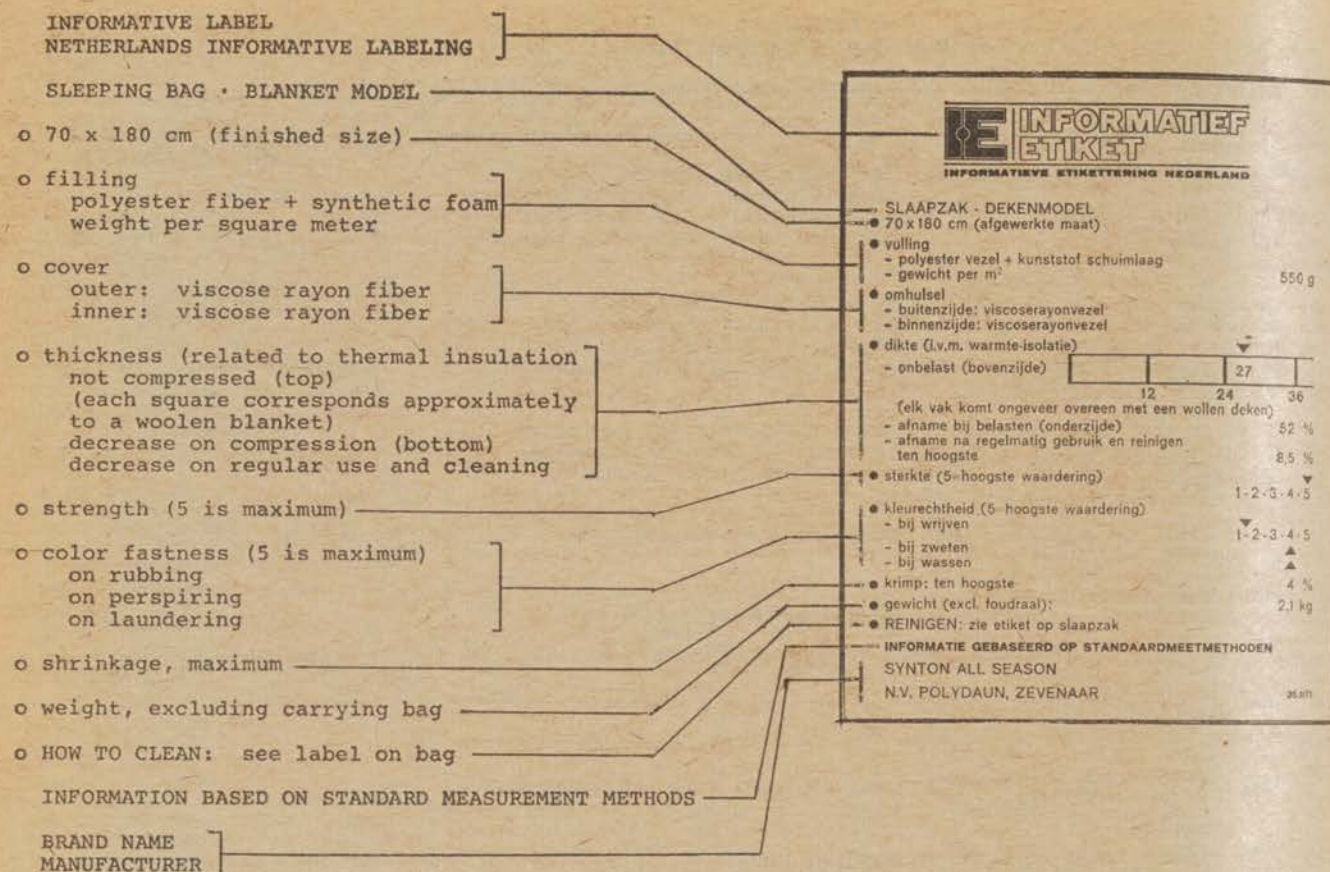 INFORMATIVE LABEL
NETHERLANDS INFORMATIVE LABELING
SLEEPING BAG · BLANKET MODEL
o 70 x 180 cm (finished size)
o filling
polyester fiber + synthetic foam
weight per square meter
o cover
outer: viscose rayon fiber
inner: viscose rayon fiber
o thickness (related to thermal insulation
not compressed (top)
(each square corresponds approximately
to a woolen blanket)
decrease on compression (bottom)
decrease on regular use and cleaning
o strength (5 is maximum)
o color fastness (5 is maximum)
on rubbing
on perspiring
on laundering
o shrinkage, maximum
o weight, excluding carrying bag
o HOW TO CLEAN: see label on bag
INFORMATION BASED ON STANDARD MEASUREMENT METHODS
BRAND NAME
MANUFACTURER
IE INFORMATIEF
ETIKET
INFORMATIEVE ETIKETTERING NEDERLAND
SLAAPZAK - DEKENMODEL
• 70 x 180 cm (afgewerkte maat)
• vulling
- polyester vezel + kunststof schuimlaag
- gewicht per m² 550 g
• omhulsel
- buitenzijde: viscoserayonvezel
- binnenzijde: viscoserayonvezel
• dikte (i.v.m. warmte-isolatie)
- onbelast (bovenzijde) 27
12 24 36
(elk vak komt ongeveer overeen met een wollen deken)
- afname bij belasten (onderzijde) 52 %
- afname na regelmatig gebruik en reinigen
ten hoogste 8,5 %
• sterkte (5=hoogste waardering)
1-2-3-4-5
• kleurechtheid (5=hoogste waardering)
- bij wrijven 1-2-3-4-5
- bij zweten
- bij wassen
• krimp: ten hoogste 4 %
• gewicht (excl. foudraal): 2,1 kg
• REINIGEN: zie etiket op slaapzak
INFORMATIE GEBASEERD OP STANDAARDMEETMETHODEN
SYNTON ALL SEASON
N.V. POLYDAUN, ZEVENAAR